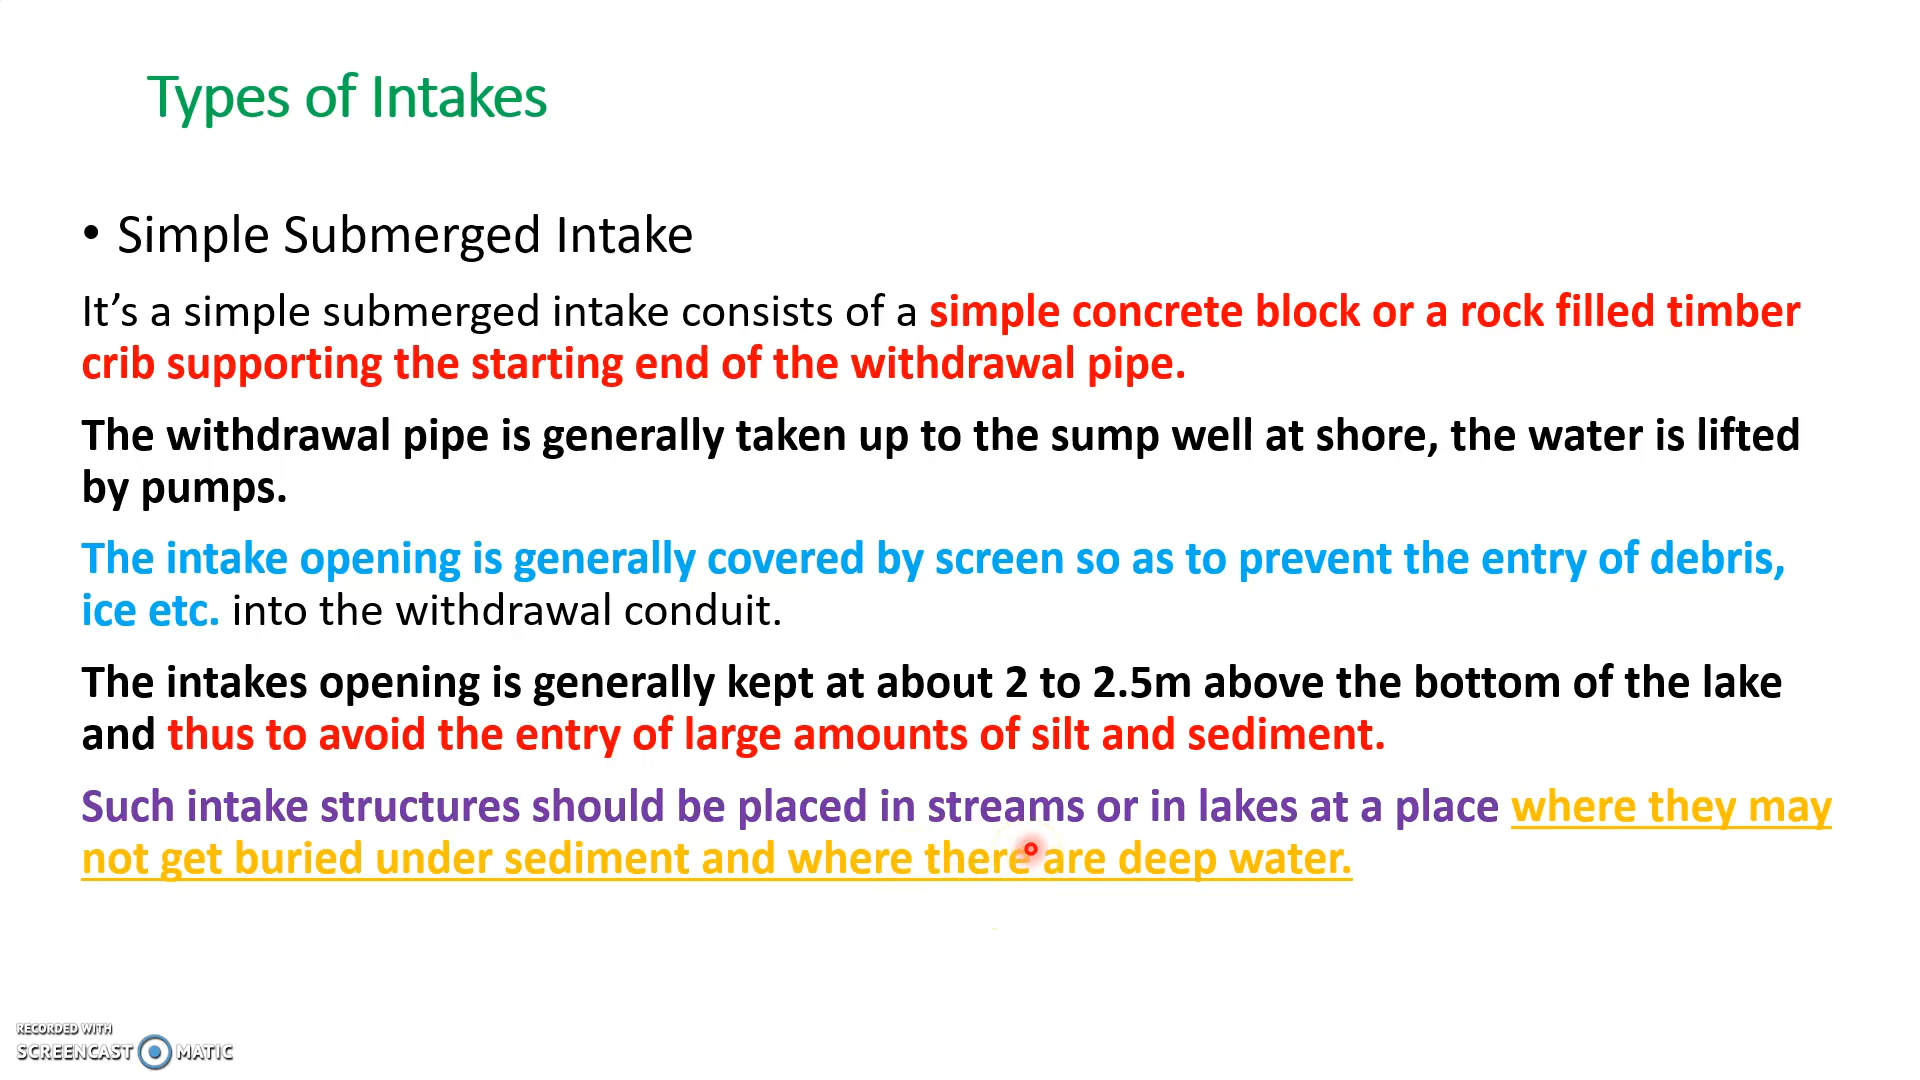 Types of Intakes
• Simple Submerged Intake
It’s a simple submerged intake consists of a simple concrete block or a rock filled timber
crib supporting the starting end of the withdrawal pipe.
The withdrawal pipe is generally taken up to the sump well at shore, the water is lifted
by pumps.
The intake opening is generally covered by screen so as to prevent the entry of debris,
ice etc. into the withdrawal conduit.
The intakes opening is generally kept at about 2 to 2.5m above the bottom of the lake
and thus to avoid the entry of large amounts of silt and sediment.
Such intake structures should be placed in streams or in lakes at a place where they may
not get buried under sediment and where there are deep water.
RECORDED WITH
SCREENCAST MATIC